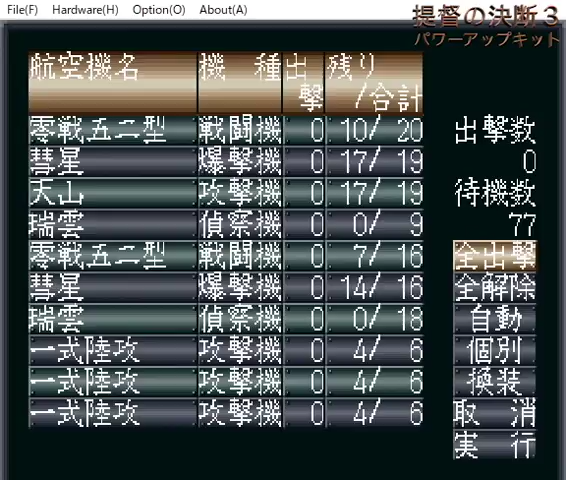 File(F) Hardware(H) Option(O) About(A)
提督の決断3
パワーアップキット
航空機名 機 種 出撃 残り/合計
零戦五二型 戦闘機 0 10/ 20
彗星 爆撃機 0 17/ 19
天山 攻撃機 0 17/ 19
瑞雲 偵察機 0 0/ 9
零戦五二型 戦闘機 0 7/ 16
彗星 爆撃機 0 14/ 16
瑞雲 偵察機 0 0/ 18
一式陸攻 攻撃機 0 4/ 6
一式陸攻 攻撃機 0 4/ 6
一式陸攻 攻撃機 0 4/ 6
出撃数
0
待機数
77
全出撃
全解除
自動
個別
換装
取 消
実 行